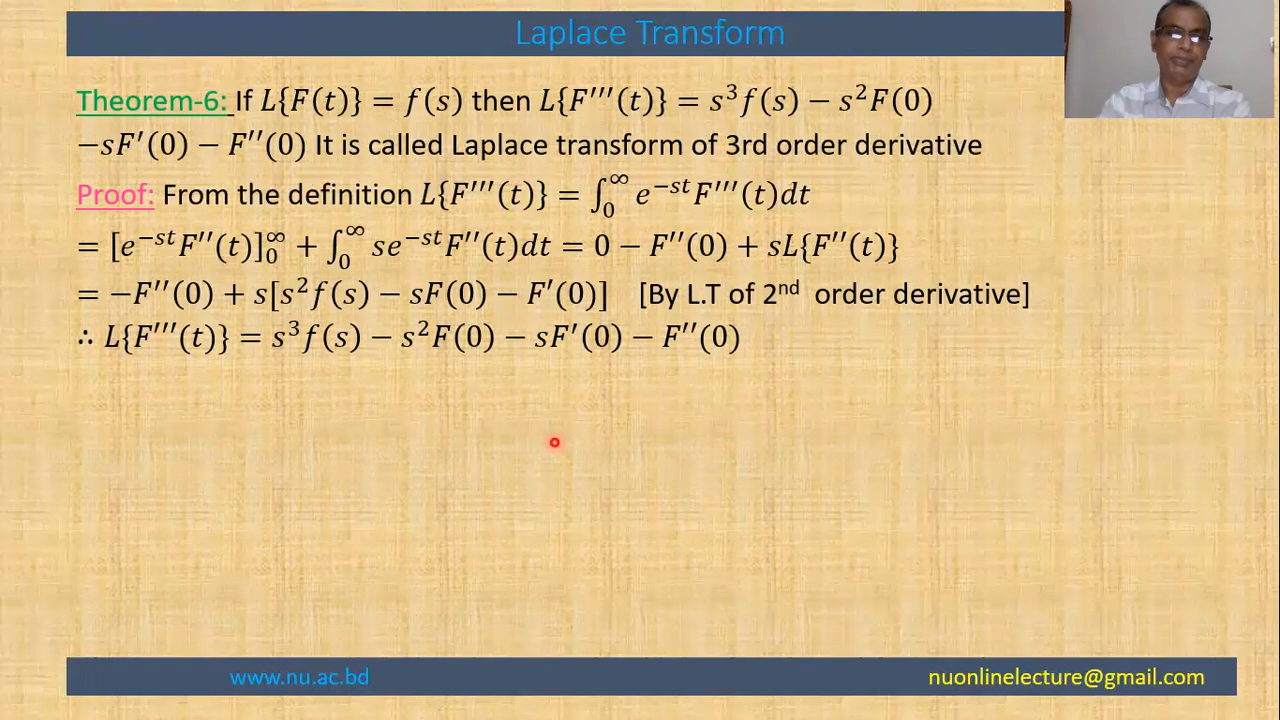 Laplace Transform
Theorem-6: If L{F(t)} = f(s) then L{F′′′(t)} = s³f(s) − s²F(0)
−sF′(0) − F′′(0) It is called Laplace transform of 3rd order derivative
Proof: From the definition L{F′′′(t)} = ∫₀^∞ e^{−st}F′′′(t)dt
= [e^{−st}F′′(t)]₀^∞ + ∫₀^∞ se^{−st}F′′(t)dt = 0 − F′′(0) + sL{F′′(t)}
= −F′′(0) + s[s²f(s) − sF(0) − F′(0)] [By L.T of 2nd order derivative]
∴ L{F′′′(t)} = s³f(s) − s²F(0) − sF′(0) − F′′(0)
www.nu.ac.bd
nuonlinelecture@gmail.com